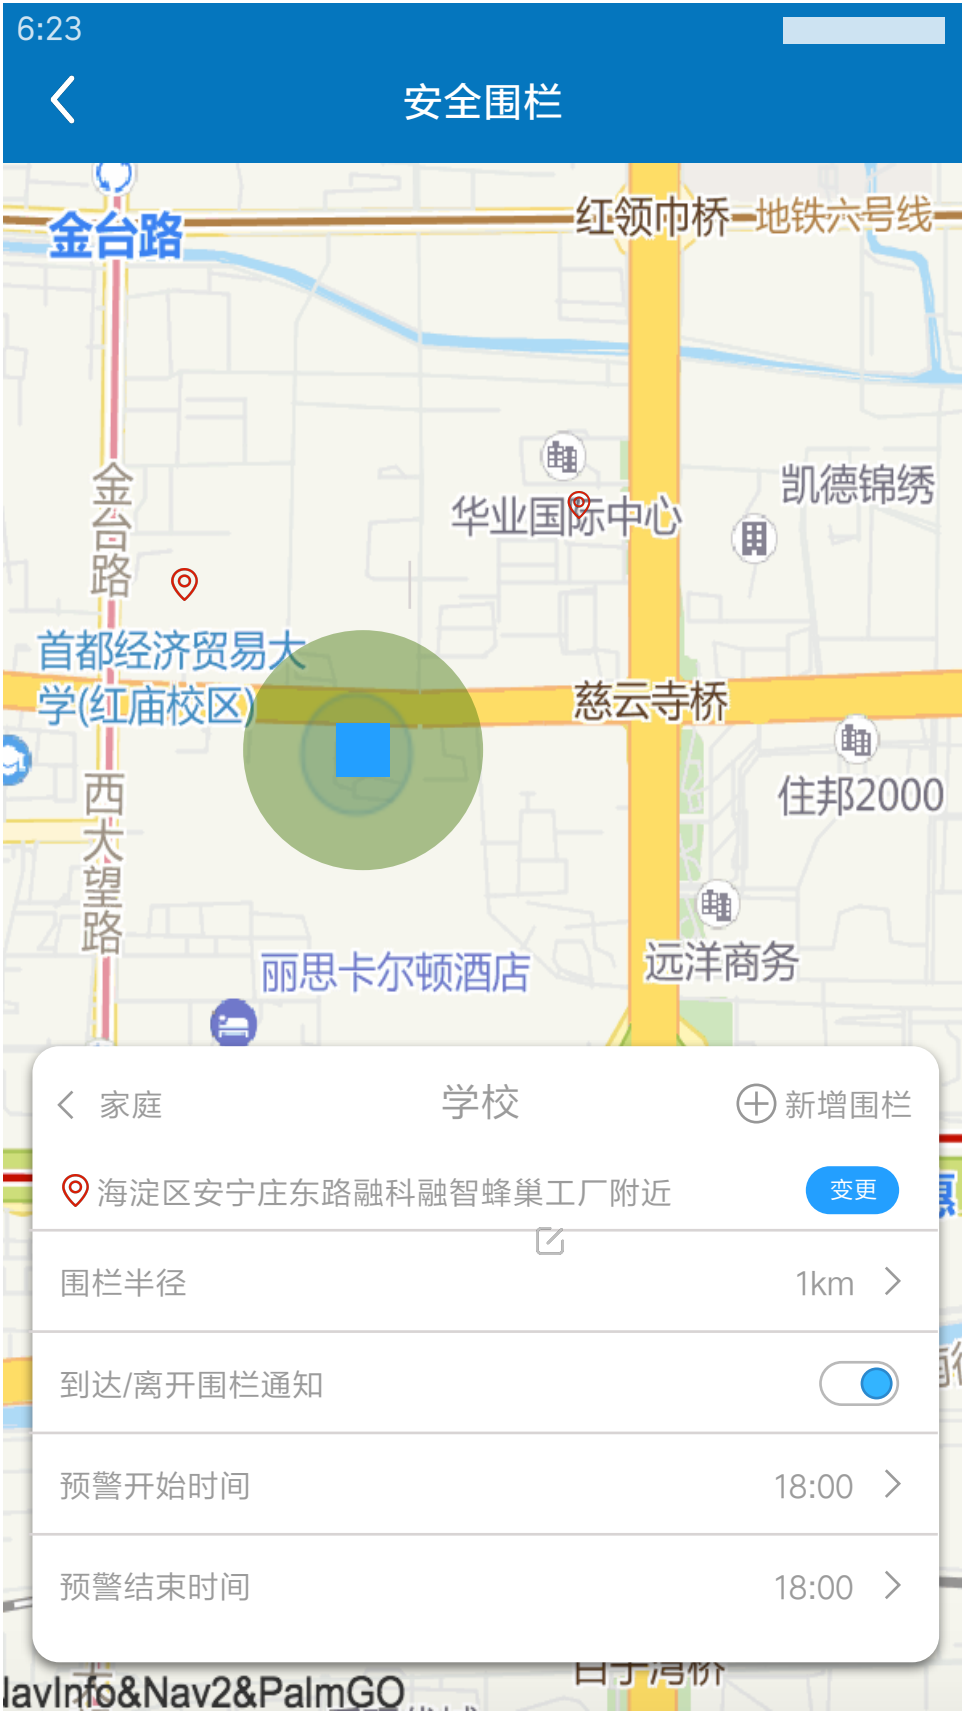 6:23
安全围栏
金台路
红领巾桥
地铁六号线
凯德锦绣
金台路
华业国际中心
首都经济贸易大
学(红庙校区)
慈云寺桥
西大望路
住邦2000
丽思卡尔顿酒店
远洋商务
家庭
学校
新增围栏
海淀区安宁庄东路融科融智蜂巢工厂附近
变更
惠
围栏半径
1km
到达/离开围栏通知
预警开始时间
18:00
预警结束时间
18:00
NavInfo&Nav2&PalmGO